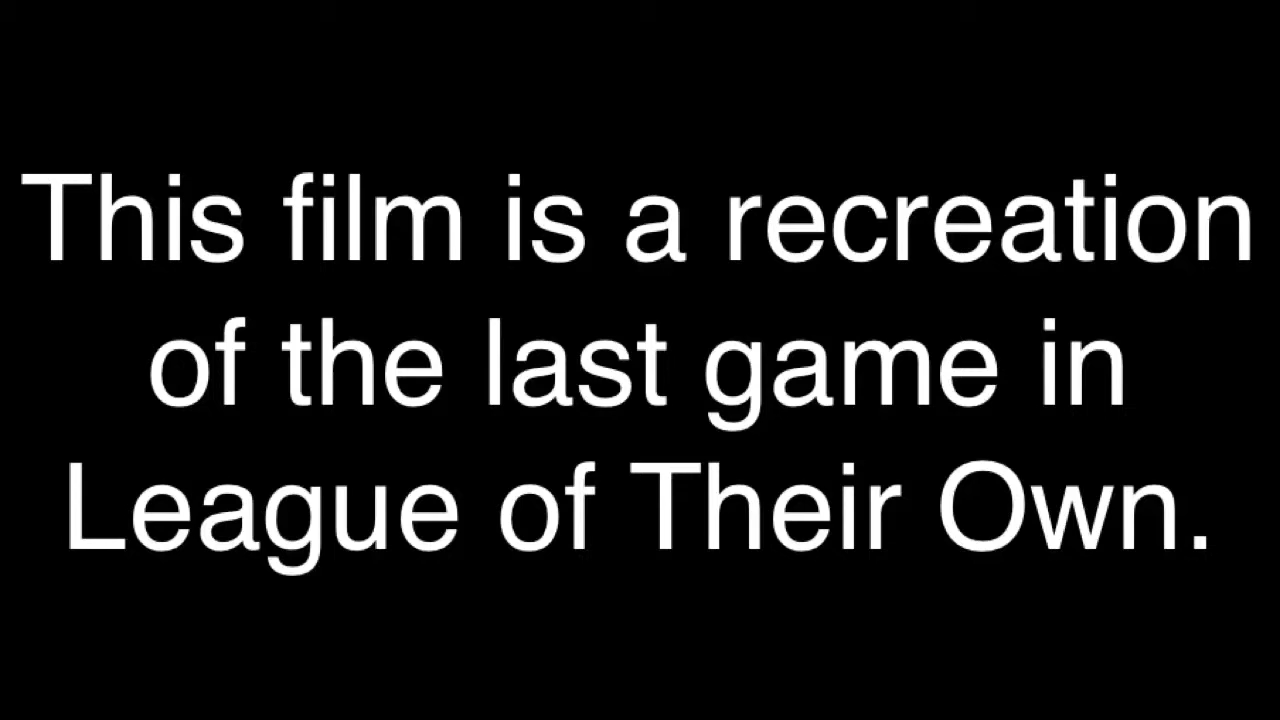 This film is a recreation
of the last game in
League of Their Own.